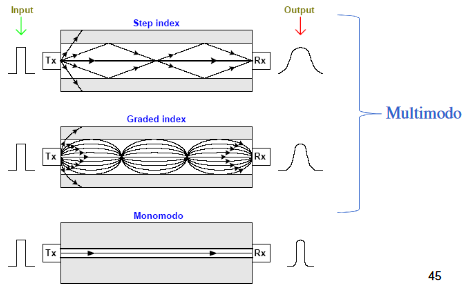 Input
Output
Step index
Tx
Rx
Graded index
Tx
Rx
Multimodo
Monomodo
Tx
Rx
45